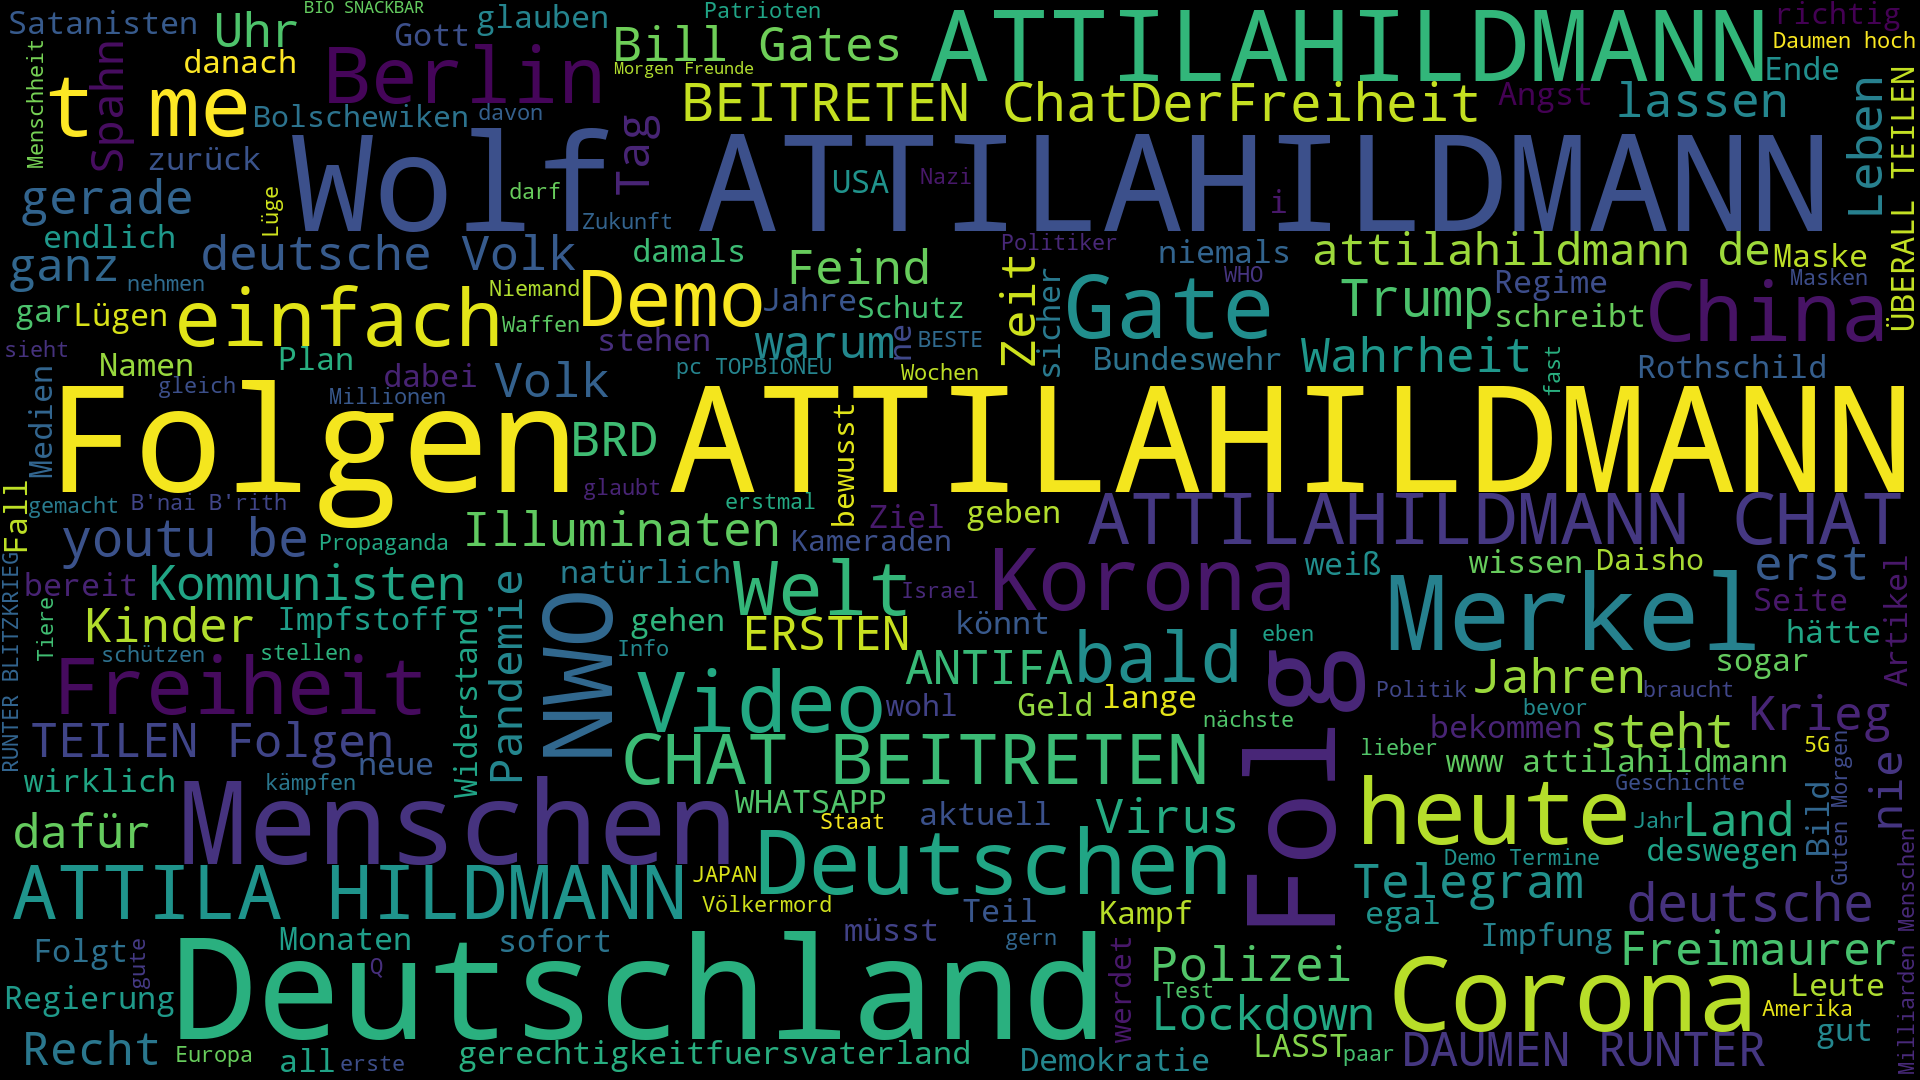 BIO SNACKBAR
Satanisten
Uhr
Gott
glauben
Patrioten
Bill Gates
ATTILAHILDMANN
richtig
Daumen hoch
Menschheit
Spahn
danach
Berlin
Morgen Freunde
Ende
t me
Bolschewiken
davon
BEITRETEN ChatDerFreiheit
Angst
lassen
Leben
ÜBERALL TEILEN
zurück
Wolf ATTILAHILDMANN
Tag
USA
Nazi
i
gerade
Lüge
darf
Zukunft
endlich
deutsche Volk
damals
Politiker
niemals
attilahildmann de
Maske
ganz
nehmen
Feind
Zeit
sicher
WHO
Gate
Regime
Masken
Niemand
Demo
Jahre
Schutz
Trump
schreibt
China
gar
Lügen
einfach
Waffen
stehen
warum
ne
BESTE
sieht
Namen
Plan
dabei
Volk
pc TOPBIONEU
Wochen
Bundeswehr
Wahrheit
fast
Rothschild
gleich
Millionen
Medien
Folgen ATTILAHILDMANN
BRD
bewusst
glaubt
Fall
gemacht
B'nai B'rith
erstmal
Ziel
geben
ATTILAHILDMANN CHAT
youtu be
Propaganda
Illuminaten
Kameraden
RUNTER BLITZKRIEG
bereit
Kommunisten
Pandemie
natürlich
Welt
Israel
Korona
weiß
wissen
Daisho
erst
Tiere
Kinder
Impfstoff
Widerstand
NWO
gehen
ERSTEN
könnt
eben
Merkel
Seite
Artikel
hätte
schützen
stellen
Info
Freiheit
ANTIFA
bald
Folg
sogar
Video
wohl
Geld
lange
nächste
Politik
Jahren
braucht
bevor
TEILEN Folgen
bekommen
steht
Krieg
neue
CHAT BEITRETEN
lieber
www attilahildmann
5G
Guten Morgen
wirklich
kämpfen
Geschichte
nie
Menschen
WHATSAPP
aktuell
Virus
heute
Bild
dafür
Staat
Jahr
Land
Deutschen
Demo Termine
deswegen
Milliarden Menschen
ATTILA HILDMANN
JAPAN
Telegram
Völkermord
Teil
Kampf
egal
deutsche
Folgt
gute
Monaten
sofort
müsst
gern
werdet
Impfung
Freimaurer
Q
Deutschland
Polizei
Corona
Regierung
Test
Leute
Lockdown
Amerika
gut
Recht
Europa
all
erste
gerechtigkeitfuersvaterland
Demokratie
LASST
paar
DAUMEN RUNTER